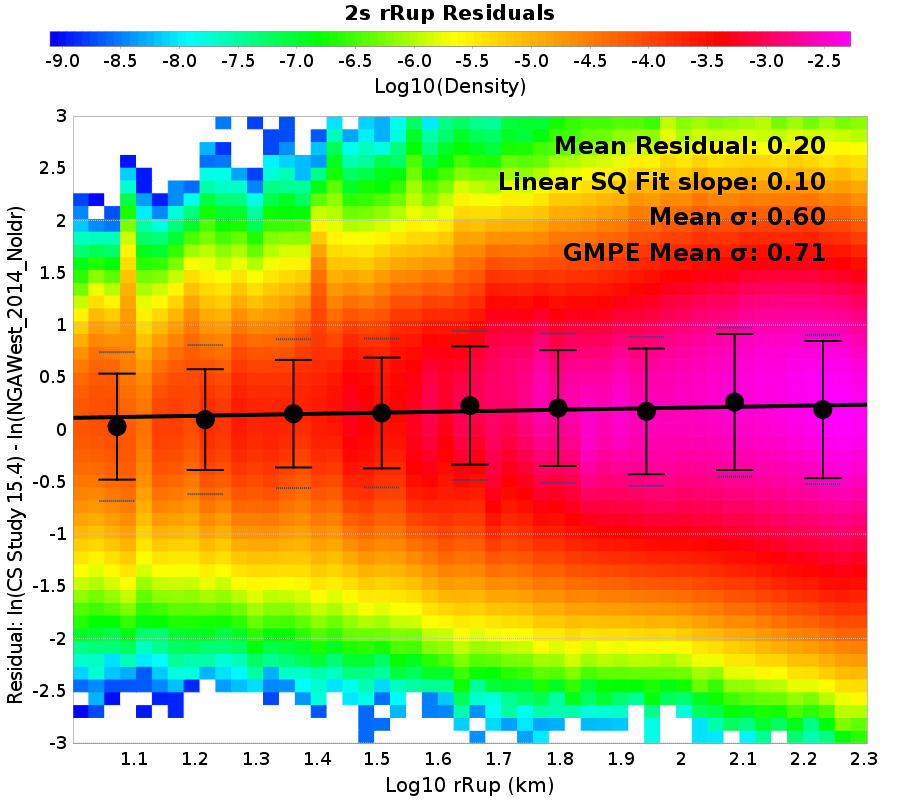 2s rRup Residuals
-9.0 -8.5 -8.0 -7.5 -7.0 -6.5 -6.0 -5.5 -5.0 -4.5 -4.0 -3.5 -3.0 -2.5
Log10(Density)
Mean Residual: 0.20
Linear SQ Fit slope: 0.10
Mean σ: 0.60
GMPE Mean σ: 0.71
Residual: ln(CS Study 15.4) - ln(NGAWest_2014_NoIdr)
3
2.5
2
1.5
1
0.5
0
-0.5
-1
-1.5
-2
-2.5
-3
1.1 1.2 1.3 1.4 1.5 1.6 1.7 1.8 1.9 2 2.1 2.2 2.3
Log10 rRup (km)